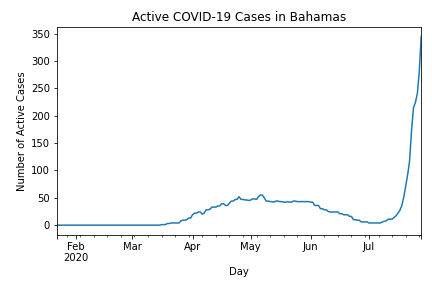 Active COVID-19 Cases in Bahamas
350
300
250
200
150
100
50
0
Number of Active Cases
Feb
2020
Mar
Apr
May
Jun
Jul
Day